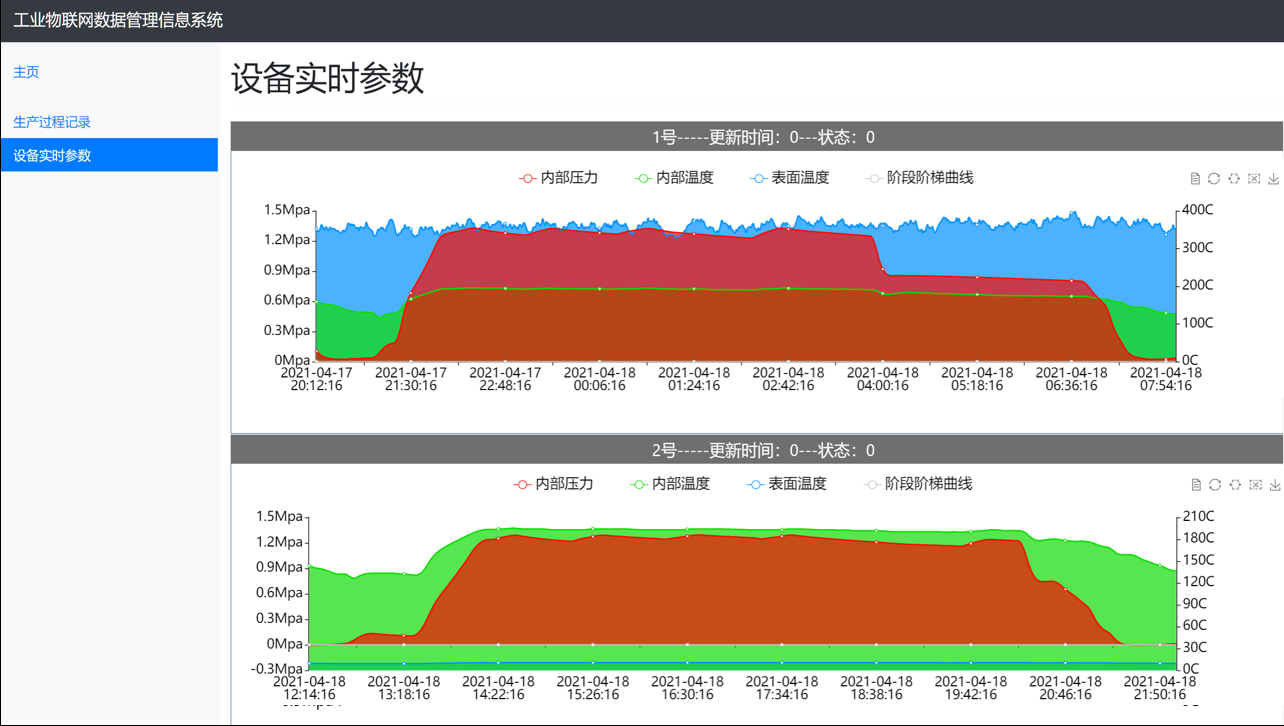 工业物联网数据管理信息系统
主页
生产过程记录
设备实时参数
设备实时参数
1号-----更新时间：0---状态：0
内部压力 内部温度 表面温度 阶段阶梯曲线
1.5Mpa 400C
1.2Mpa 300C
0.9Mpa
0.6Mpa 200C
0.3Mpa 100C
0Mpa 0C
2021-04-17 2021-04-17 2021-04-17 2021-04-18 2021-04-18 2021-04-18 2021-04-18 2021-04-18 2021-04-18 2021-04-18
20:12:16 21:30:16 22:48:16 00:06:16 01:24:16 02:42:16 04:00:16 05:18:16 06:36:16 07:54:16
2号-----更新时间：0---状态：0
内部压力 内部温度 表面温度 阶段阶梯曲线
1.5Mpa 210C
1.2Mpa 180C
150C
0.9Mpa 120C
0.6Mpa 90C
0.3Mpa 60C
0Mpa 30C
-0.3Mpa 0C
2021-04-18 2021-04-18 2021-04-18 2021-04-18 2021-04-18 2021-04-18 2021-04-18 2021-04-18 2021-04-18 2021-04-18
12:14:16 13:18:16 14:22:16 15:26:16 16:30:16 17:34:16 18:38:16 19:42:16 20:46:16 21:50:16